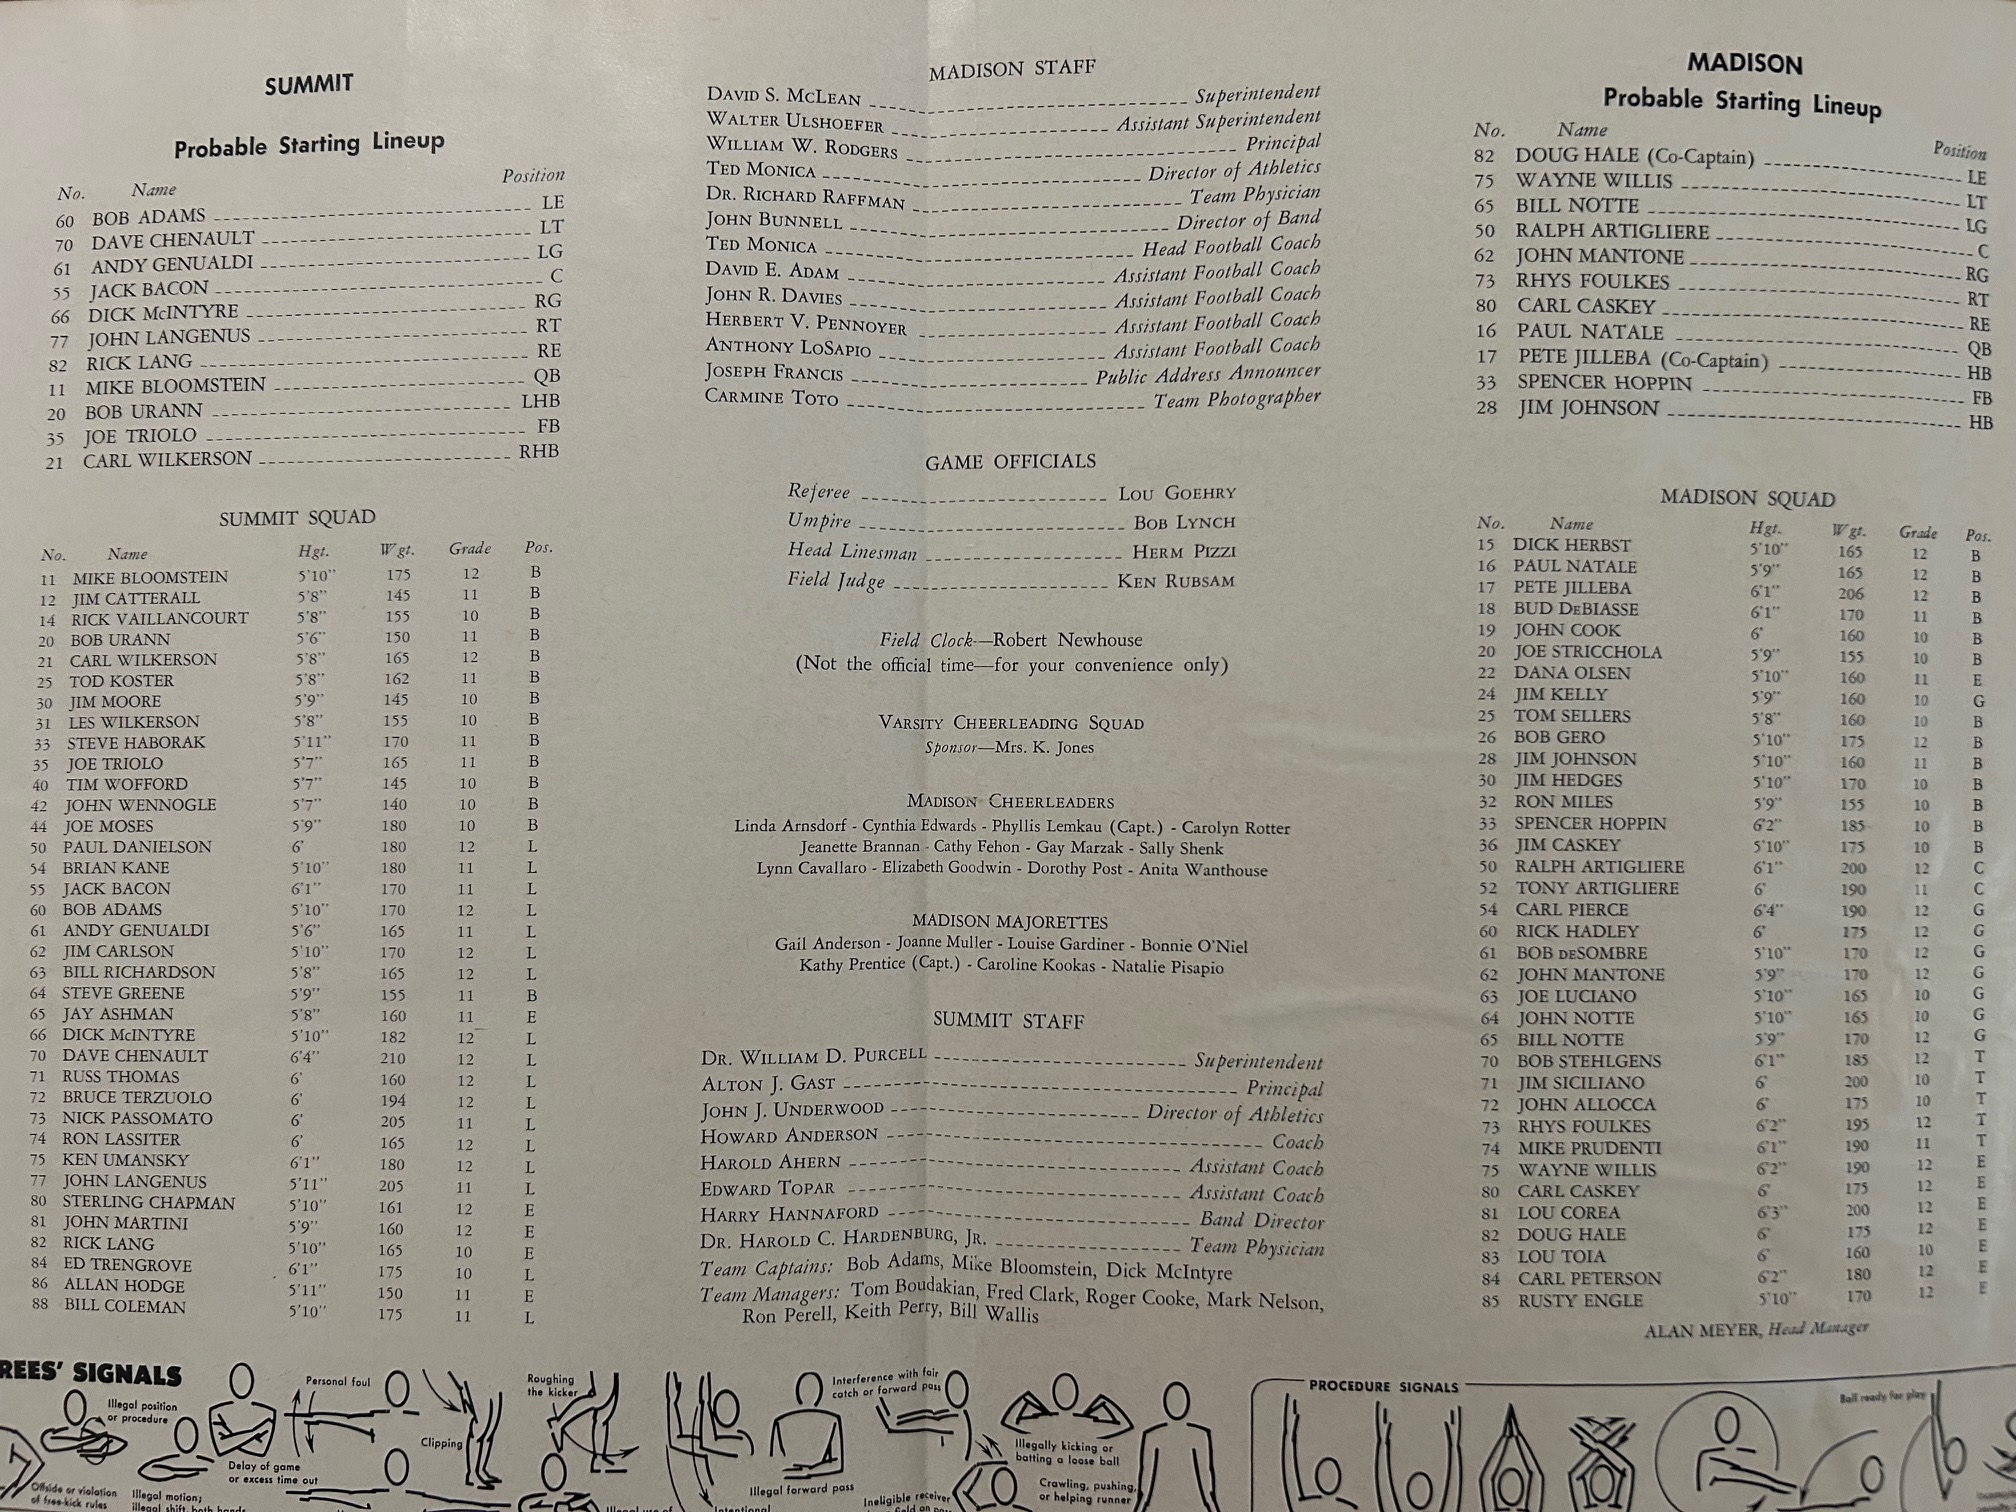 SUMMIT
Probable Starting Lineup
No. Name Position
60 BOB ADAMS LE
70 DAVE CHENAULT LT
61 ANDY GENUALDI LG
55 JACK BACON C
66 DICK McINTYRE RG
77 JOHN LANGENUS RT
82 RICK LANG RE
11 MIKE BLOOMSTEIN QB
20 BOB URANN LHB
35 JOE TRIOLO FB
21 CARL WILKERSON RHB
SUMMIT SQUAD
No. Name Hgt. Wgt. Grade Pos.
11 MIKE BLOOMSTEIN 5'10" 175 12 B
12 JIM CATTERALL 5'8" 145 11 B
14 RICK VAILLANCOURT 5'8" 155 10 B
20 BOB URANN 5'6" 150 11 B
21 CARL WILKERSON 5'8" 165 12 B
25 TOD KOSTER 5'8" 162 11 B
30 JIM MOORE 5'9" 145 10 B
31 LES WILKERSON 5'8" 155 10 B
33 STEVE HABORAK 5'11" 170 11 B
35 JOE TRIOLO 5'7" 165 11 B
40 TIM WOFFORD 5'7" 145 10 B
42 JOHN WENNOGLE 5'7" 140 10 B
44 JOE MOSES 5'9" 180 10 B
50 PAUL DANIELSON 6' 180 12 L
54 BRIAN KANE 5'10" 180 11 L
55 JACK BACON 6'1" 170 11 L
60 BOB ADAMS 5'10" 170 12 L
61 ANDY GENUALDI 5'6" 165 11 L
62 JIM CARLSON 5'10" 170 12 L
63 BILL RICHARDSON 5'8" 165 12 L
64 STEVE GREENE 5'9" 155 11 B
65 JAY ASHMAN 5'8" 160 11 E
66 DICK McINTYRE 5'10" 182 12 L
70 DAVE CHENAULT 6'4" 210 12 L
71 RUSS THOMAS 6' 160 12 L
72 BRUCE TERZUOLO 6' 194 12 L
73 NICK PASSOMATO 6' 205 11 L
74 RON LASSITER 6' 165 12 L
75 KEN UMANSKY 6'1" 180 12 L
77 JOHN LANGENUS 5'11" 205 11 L
80 STERLING CHAPMAN 5'10" 161 12 E
81 JOHN MARTINI 5'9" 160 12 E
82 RICK LANG 5'10" 165 10 E
84 ED TRENGROVE 6'1" 175 10 L
86 ALLAN HODGE 5'11" 150 11 E
88 BILL COLEMAN 5'10" 175 11 L
MADISON STAFF
DAVID S. MCLEAN Superintendent
WALTER ULSHOEFER Assistant Superintendent
WILLIAM W. RODGERS Principal
TED MONICA Director of Athletics
DR. RICHARD RAFFMAN Team Physician
JOHN BUNNELL Director of Band
TED MONICA Head Football Coach
DAVID E. ADAM Assistant Football Coach
JOHN R. DAVIES Assistant Football Coach
HERBERT V. PENNOYER Assistant Football Coach
ANTHONY LOSAPIO Assistant Football Coach
JOSEPH FRANCIS Public Address Announcer
CARMINE TOTO Team Photographer
GAME OFFICIALS
Referee LOU GOEHRY
Umpire BOB LYNCH
Head Linesman HERM PIZZI
Field Judge KEN RUBSAM
Field Clock—Robert Newhouse
(Not the official time—for your convenience only)
VARSITY CHEERLEADING SQUAD
Sponsor—Mrs. K. Jones
MADISON CHEERLEADERS
Linda Arnsdorf - Cynthia Edwards - Phyllis Lemkau (Capt.) - Carolyn Rotter
Jeanette Brannan - Cathy Fehon - Gay Marzak - Sally Shenk
Lynn Cavallaro - Elizabeth Goodwin - Dorothy Post - Anita Wanthouse
MADISON MAJORETTES
Gail Anderson - Joanne Muller - Louise Gardiner - Bonnie O'Niel
Kathy Prentice (Capt.) - Caroline Kookas - Natalie Pisapio
SUMMIT STAFF
DR. WILLIAM D. PURCELL Superintendent
ALTON J. GAST Principal
JOHN J. UNDERWOOD Director of Athletics
HOWARD ANDERSON Coach
HAROLD AHERN Assistant Coach
EDWARD TOPAR Assistant Coach
HARRY HANNAFORD Band Director
DR. HAROLD C. HARDENBURG, JR. Team Physician
Team Captains: Bob Adams, Mike Bloomstein, Dick McIntyre
Team Managers: Tom Boudakian, Fred Clark, Roger Cooke, Mark Nelson,
Ron Perell, Keith Perry, Bill Wallis
MADISON
Probable Starting Lineup
No. Name Position
82 DOUG HALE (Co-Captain) LE
75 WAYNE WILLIS LT
65 BILL NOTTE LG
50 RALPH ARTIGLIERE C
62 JOHN MANTONE RG
73 RHYS FOULKES RT
80 CARL CASKEY RE
16 PAUL NATALE QB
17 PETE JILLEBA (Co-Captain) HB
33 SPENCER HOPPIN FB
28 JIM JOHNSON HB
MADISON SQUAD
No. Name Hgt. Wgt. Grade Pos.
15 DICK HERBST 5'10" 165 12 B
16 PAUL NATALE 5'9" 165 12 B
17 PETE JILLEBA 6'1" 206 12 B
18 BUD DEBIASSE 6'1" 170 11 B
19 JOHN COOK 6' 160 10 B
20 JOE STRICCHOLA 5'9" 155 10 B
22 DANA OLSEN 5'10" 160 11 E
24 JIM KELLY 5'9" 160 10 G
25 TOM SELLERS 5'8" 160 10 B
26 BOB GERO 5'10" 175 12 B
28 JIM JOHNSON 5'10" 160 11 B
30 JIM HEDGES 5'10" 170 10 B
32 RON MILES 5'9" 155 10 B
33 SPENCER HOPPIN 6'2" 185 10 B
36 JIM CASKEY 5'10" 175 10 B
50 RALPH ARTIGLIERE 6'1" 200 12 C
52 TONY ARTIGLIERE 6' 190 11 C
54 CARL PIERCE 6'4" 190 12 G
60 RICK HADLEY 6' 175 12 G
61 BOB DESOMBRE 5'10" 170 12 G
62 JOHN MANTONE 5'9" 170 12 G
63 JOE LUCIANO 5'10" 165 10 G
64 JOHN NOTTE 5'10" 165 10 G
65 BILL NOTTE 5'9" 170 12 G
70 BOB STEHLGENS 6'1" 185 12 T
71 JIM SICILIANO 6' 200 10 T
72 JOHN ALLOCCA 6' 175 10 T
73 RHYS FOULKES 6'2" 195 12 T
74 MIKE PRUDENTI 6'1" 190 11 T
75 WAYNE WILLIS 6'2" 190 12 E
80 CARL CASKEY 6' 175 12 E
81 LOU COREA 6'3" 200 12 E
82 DOUG HALE 6' 175 12 E
83 LOU TOIA 6' 160 10 E
84 CARL PETERSON 6'2" 180 12 E
85 RUSTY ENGLE 5'10" 170 12 E
ALAN MEYER, Head Manager
REES' SIGNALS
Illegal position
or procedure
Personal foul
Roughing
the kicker
Interference with fair
catch or forward pass
Clipping
Delay of game
or excess time out
Offside or violation
of free-kick rules
Illegal motion;
illegal shift, both hands
Illegal use of
Intentional
Illegal forward pass
Illegally kicking or
batting a loose ball
Ineligible receiver
Crawling, pushing,
or helping runner
PROCEDURE SIGNALS
Ball ready for play